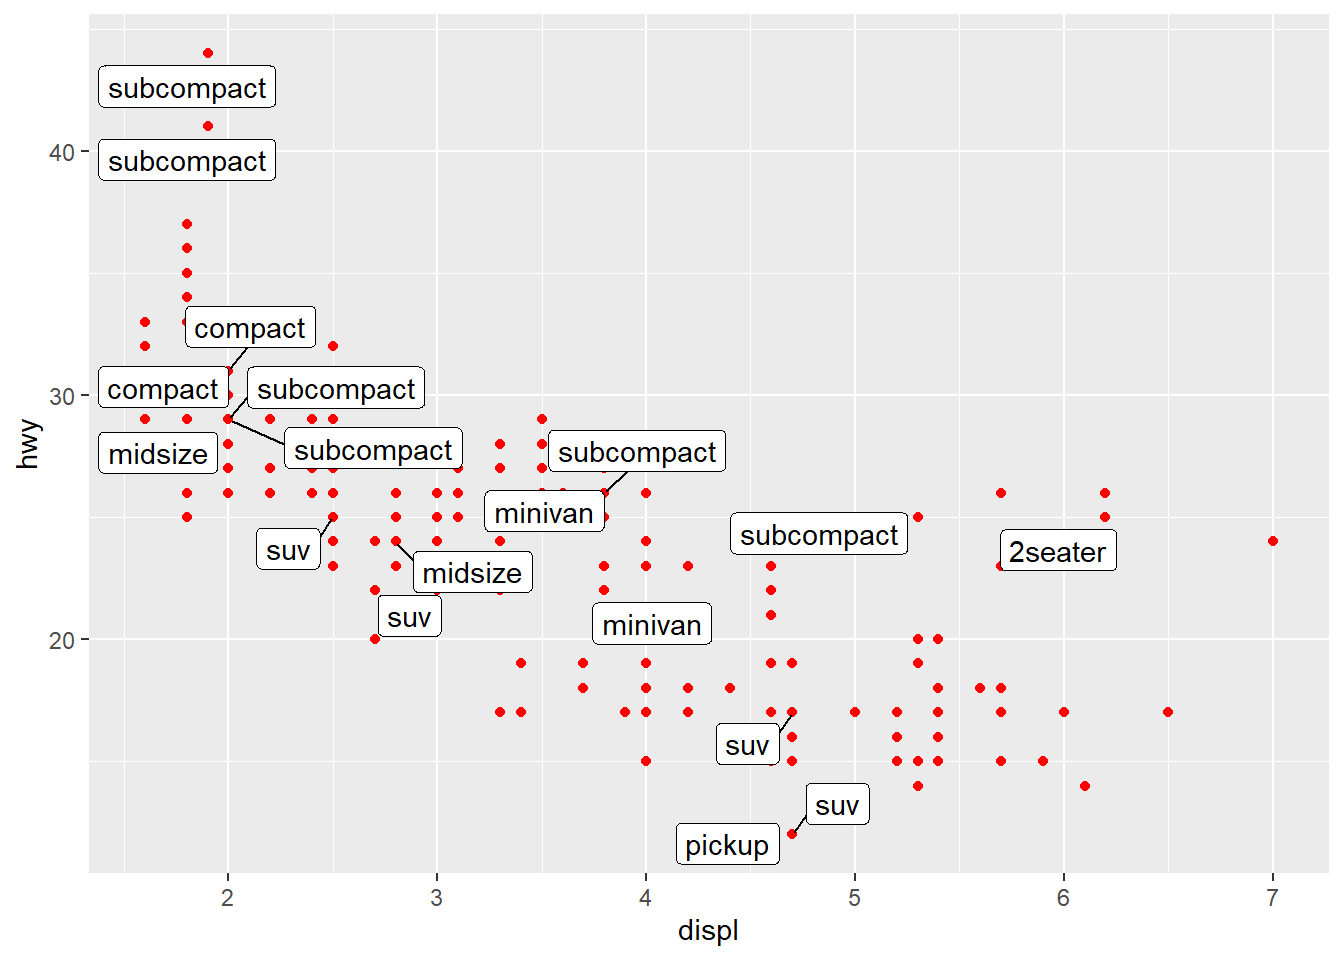 subcompact
40
subcompact
compact
compact
subcompact
30
midsize
subcompact
subcompact
minivan
subcompact
suv
2seater
midsize
suv
minivan
20
suv
suv
pickup
hwy
2
3
4
5
6
7
displ